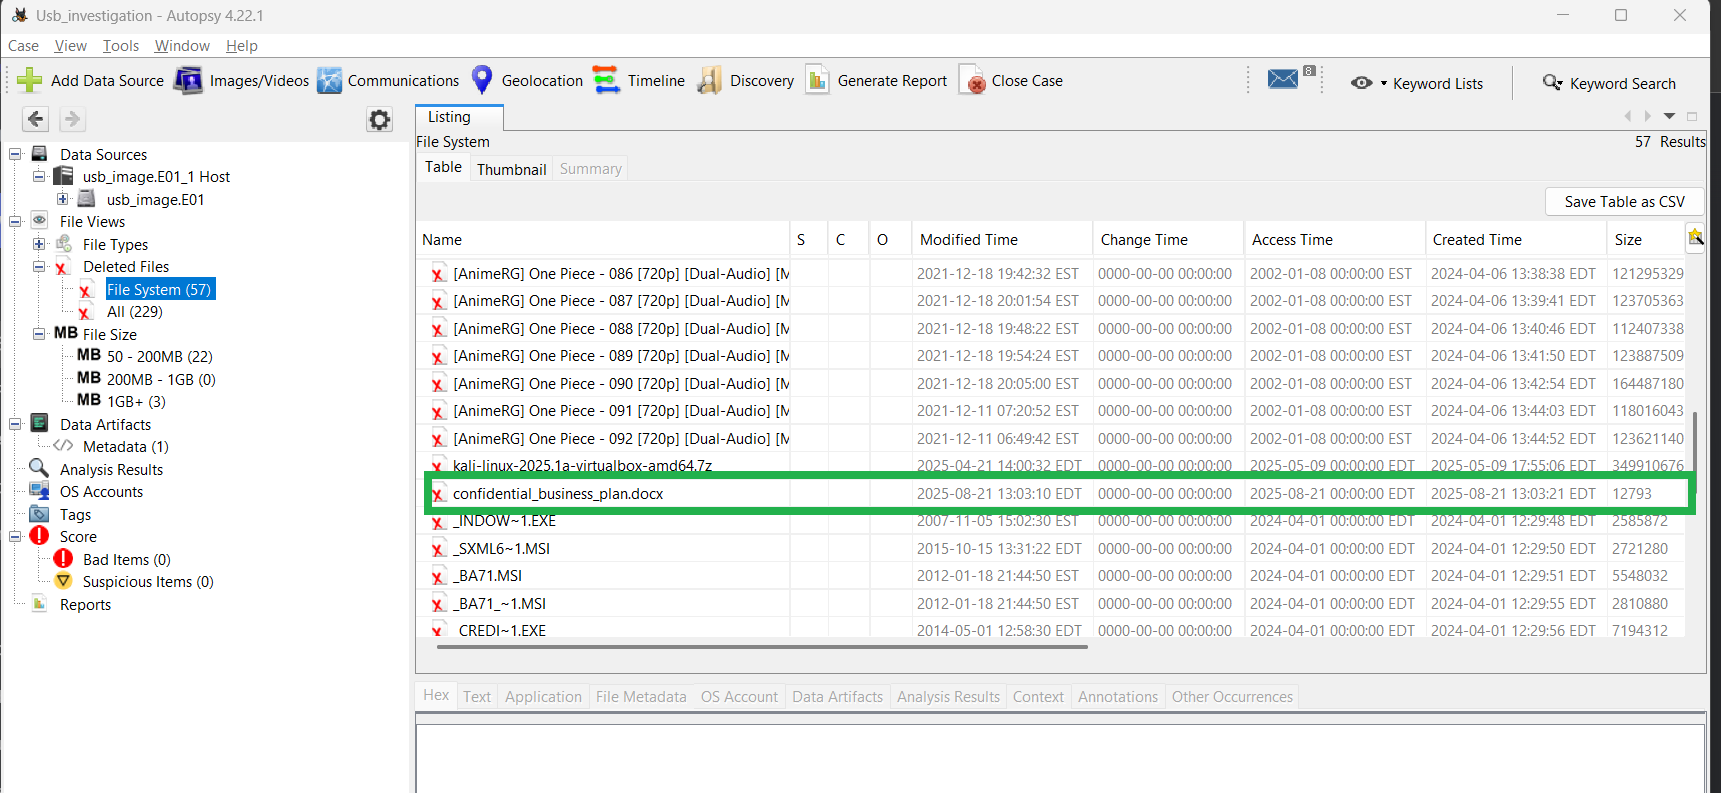 Usb_investigation - Autopsy 4.22.1
Case View Tools Window Help
Add Data Source Images/Videos Communications Geolocation Timeline Discovery Generate Report Close Case 8 Keyword Lists Keyword Search
Data Sources
usb_image.E01_1 Host
usb_image.E01
File Views
File Types
Deleted Files
File System (57)
All (229)
MB File Size
MB 50 - 200MB (22)
MB 200MB - 1GB (0)
MB 1GB+ (3)
Data Artifacts
Metadata (1)
Analysis Results
OS Accounts
Tags
Score
Bad Items (0)
Suspicious Items (0)
Reports
Listing
File System 57 Results
Table Thumbnail Summary
Save Table as CSV
Name S C O Modified Time Change Time Access Time Created Time Size
[AnimeRG] One Piece - 086 [720p] [Dual-Audio] [M 2021-12-18 19:42:32 EST 0000-00-00 00:00:00 2002-01-08 00:00:00 EST 2024-04-06 13:38:38 EDT 121295329
[AnimeRG] One Piece - 087 [720p] [Dual-Audio] [M 2021-12-18 20:01:54 EST 0000-00-00 00:00:00 2002-01-08 00:00:00 EST 2024-04-06 13:39:41 EDT 123705363
[AnimeRG] One Piece - 088 [720p] [Dual-Audio] [M 2021-12-18 19:48:22 EST 0000-00-00 00:00:00 2002-01-08 00:00:00 EST 2024-04-06 13:40:46 EDT 112407338
[AnimeRG] One Piece - 089 [720p] [Dual-Audio] [M 2021-12-18 19:54:24 EST 0000-00-00 00:00:00 2002-01-08 00:00:00 EST 2024-04-06 13:41:50 EDT 123887509
[AnimeRG] One Piece - 090 [720p] [Dual-Audio] [M 2021-12-18 20:05:00 EST 0000-00-00 00:00:00 2002-01-08 00:00:00 EST 2024-04-06 13:42:54 EDT 164487180
[AnimeRG] One Piece - 091 [720p] [Dual-Audio] [M 2021-12-11 07:20:52 EST 0000-00-00 00:00:00 2002-01-08 00:00:00 EST 2024-04-06 13:44:03 EDT 118016043
[AnimeRG] One Piece - 092 [720p] [Dual-Audio] [M 2021-12-11 06:49:42 EST 0000-00-00 00:00:00 2002-01-08 00:00:00 EST 2024-04-06 13:44:52 EDT 123621140
kali-linux-2025.1a-virtualbox-amd64.7z 2025-04-21 14:00:32 EDT 0000-00-00 00:00:00 2025-05-09 00:00:00 EDT 2025-05-09 17:55:06 EDT 349910676
confidential_business_plan.docx 2025-08-21 13:03:10 EDT 0000-00-00 00:00:00 2025-08-21 00:00:00 EDT 2025-08-21 13:03:21 EDT 12793
_INDOW~1.EXE 2007-11-05 15:02:30 EST 0000-00-00 00:00:00 2024-04-01 00:00:00 EDT 2024-04-01 12:29:48 EDT 2585872
_SXML6~1.MSI 2015-10-15 13:31:22 EDT 0000-00-00 00:00:00 2024-04-01 00:00:00 EDT 2024-04-01 12:29:50 EDT 2721280
_BA71.MSI 2012-01-18 21:44:50 EST 0000-00-00 00:00:00 2024-04-01 00:00:00 EDT 2024-04-01 12:29:51 EDT 5548032
_BA71_~1.MSI 2012-01-18 21:44:50 EST 0000-00-00 00:00:00 2024-04-01 00:00:00 EDT 2024-04-01 12:29:55 EDT 2810880
_CREDI~1.EXE 2014-05-01 12:58:30 EDT 0000-00-00 00:00:00 2024-04-01 00:00:00 EDT 2024-04-01 12:29:56 EDT 7194312
Hex Text Application File Metadata OS Account Data Artifacts Analysis Results Context Annotations Other Occurrences